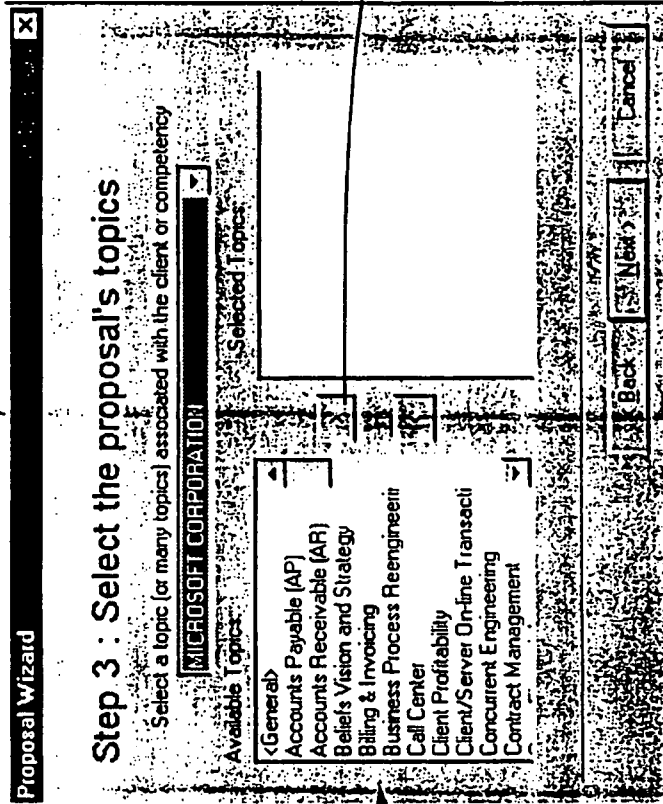 Proposal Wizard
Step 3 : Select the proposal's topics
Select a topic (or many topics) associated with the client or competency
MICROSOFT CORPORATION
Available Topics:
Selected Topics:
<General>
Accounts Payable (AP)
Accounts Receivable (AR)
Beliefs Vision and Strategy
Billing & Invoicing
Business Process Reengineerin
Call Center
Client Profitability
Client/Server On-line Transacti
Concurrent Engineering
Contract Management
< Back
Next >
Cancel